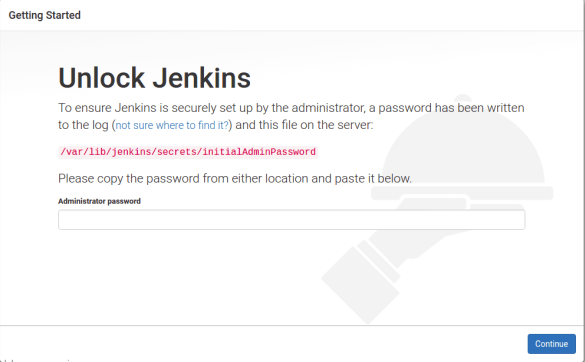 Getting Started
Unlock Jenkins
To ensure Jenkins is securely set up by the administrator, a password has been written
to the log (not sure where to find it?) and this file on the server:
/var/lib/jenkins/secrets/initialAdminPassword
Please copy the password from either location and paste it below.
Administrator password
Continue